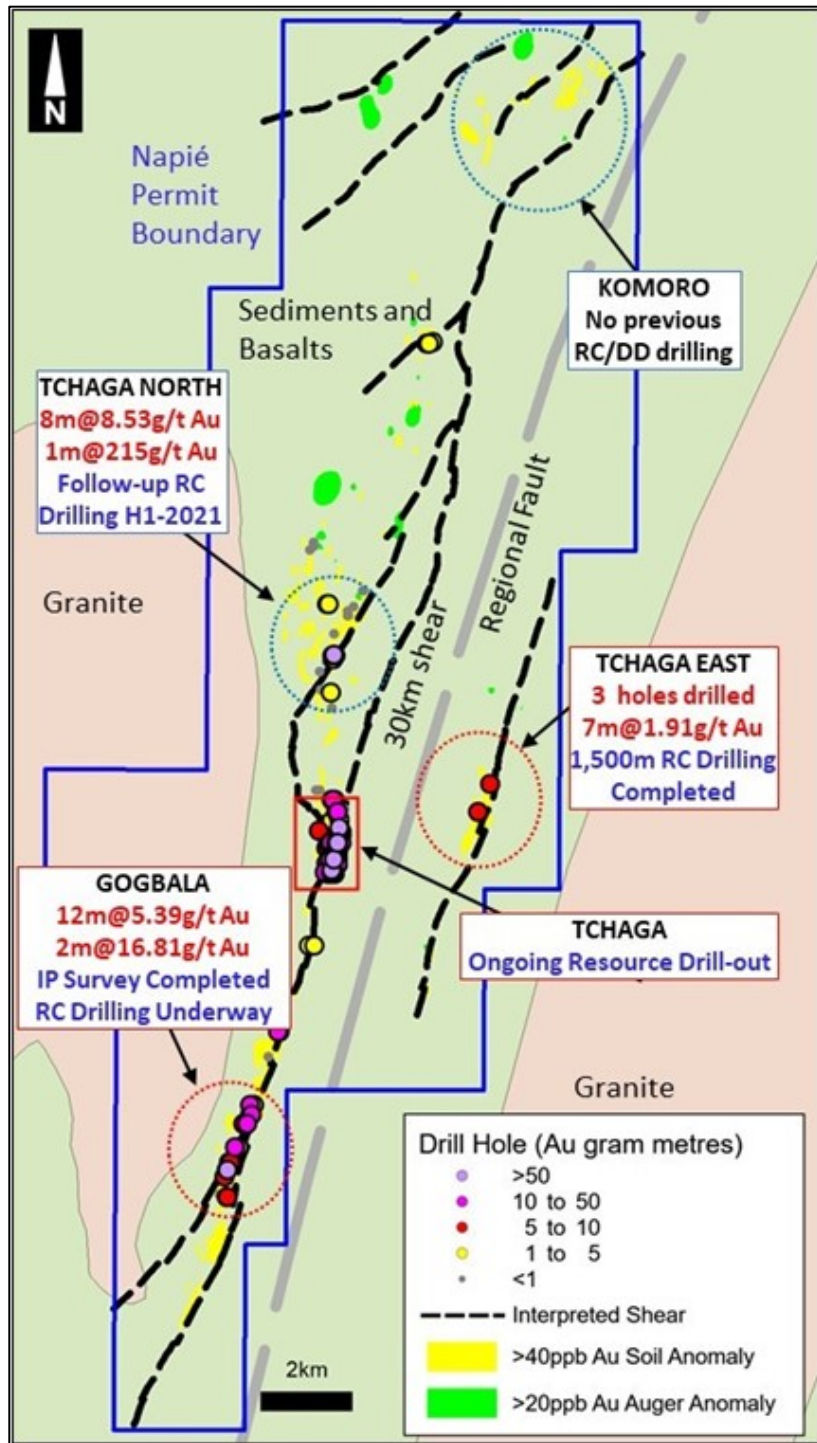 N
Napié
Permit
Boundary
KOMORO
No previous
RC/DD drilling
Sediments and
Basalts
TCHAGA NORTH
8m@8.53g/t Au
1m@215g/t Au
Follow-up RC
Drilling H1-2021
Granite
Regional Fault
30km shear
TCHAGA EAST
3 holes drilled
7m@1.91g/t Au
1,500m RC Drilling
Completed
GOGBALA
12m@5.39g/t Au
2m@16.81g/t Au
IP Survey Completed
RC Drilling Underway
TCHAGA
Ongoing Resource Drill-out
Granite
Drill Hole (Au gram metres)
>50
10 to 50
5 to 10
1 to 5
<1
Interpreted Shear
>40ppb Au Soil Anomaly
>20ppb Au Auger Anomaly
2km